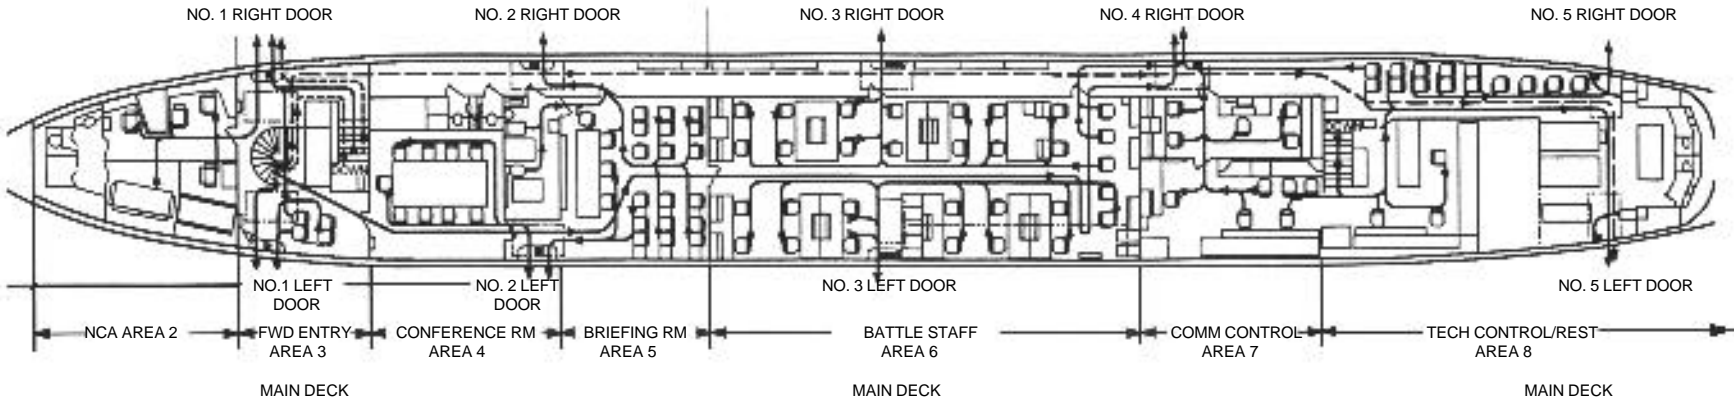 NO. 1 RIGHT DOOR
NO. 2 RIGHT DOOR
NO. 3 RIGHT DOOR
NO. 4 RIGHT DOOR
NO. 5 RIGHT DOOR
DOWN
NO.1 LEFT
DOOR
NO. 2 LEFT
DOOR
NO. 3 LEFT DOOR
NO. 5 LEFT DOOR
NCA AREA 2
FWD ENTRY
AREA 3
CONFERENCE RM
AREA 4
BRIEFING RM
AREA 5
BATTLE STAFF
AREA 6
COMM CONTROL
AREA 7
TECH CONTROL/REST
AREA 8
MAIN DECK
MAIN DECK
MAIN DECK